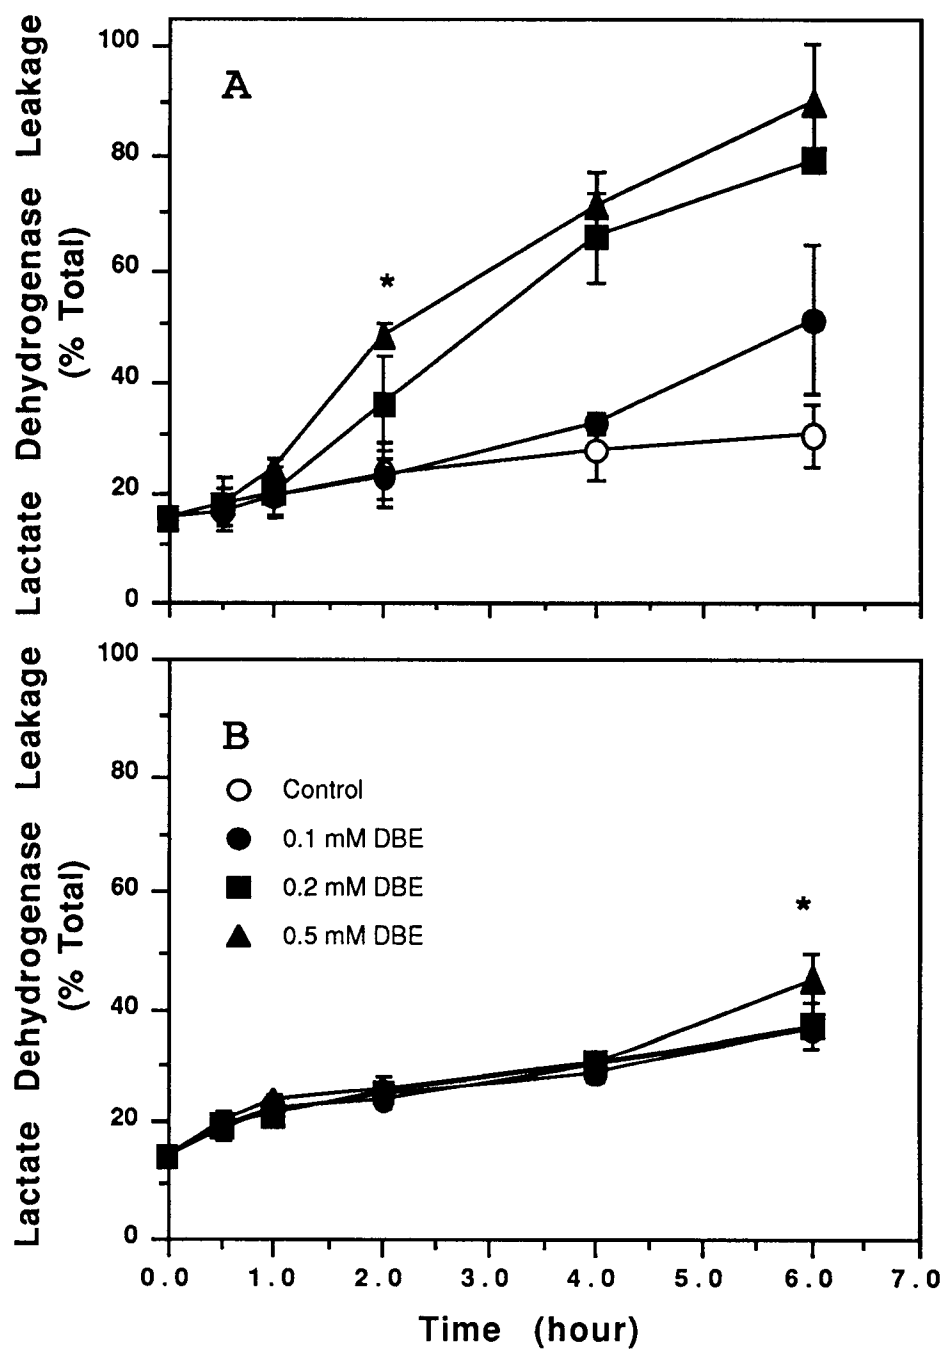 Lactate Dehydrogenase Leakage
(% Total)
100
80
60
40
20
0
A
*
Lactate Dehydrogenase Leakage
(% Total)
100
80
60
40
20
0
B
Control
0.1 mM DBE
0.2 mM DBE
0.5 mM DBE
*
0.0 1.0 2.0 3.0 4.0 5.0 6.0 7.0
Time (hour)